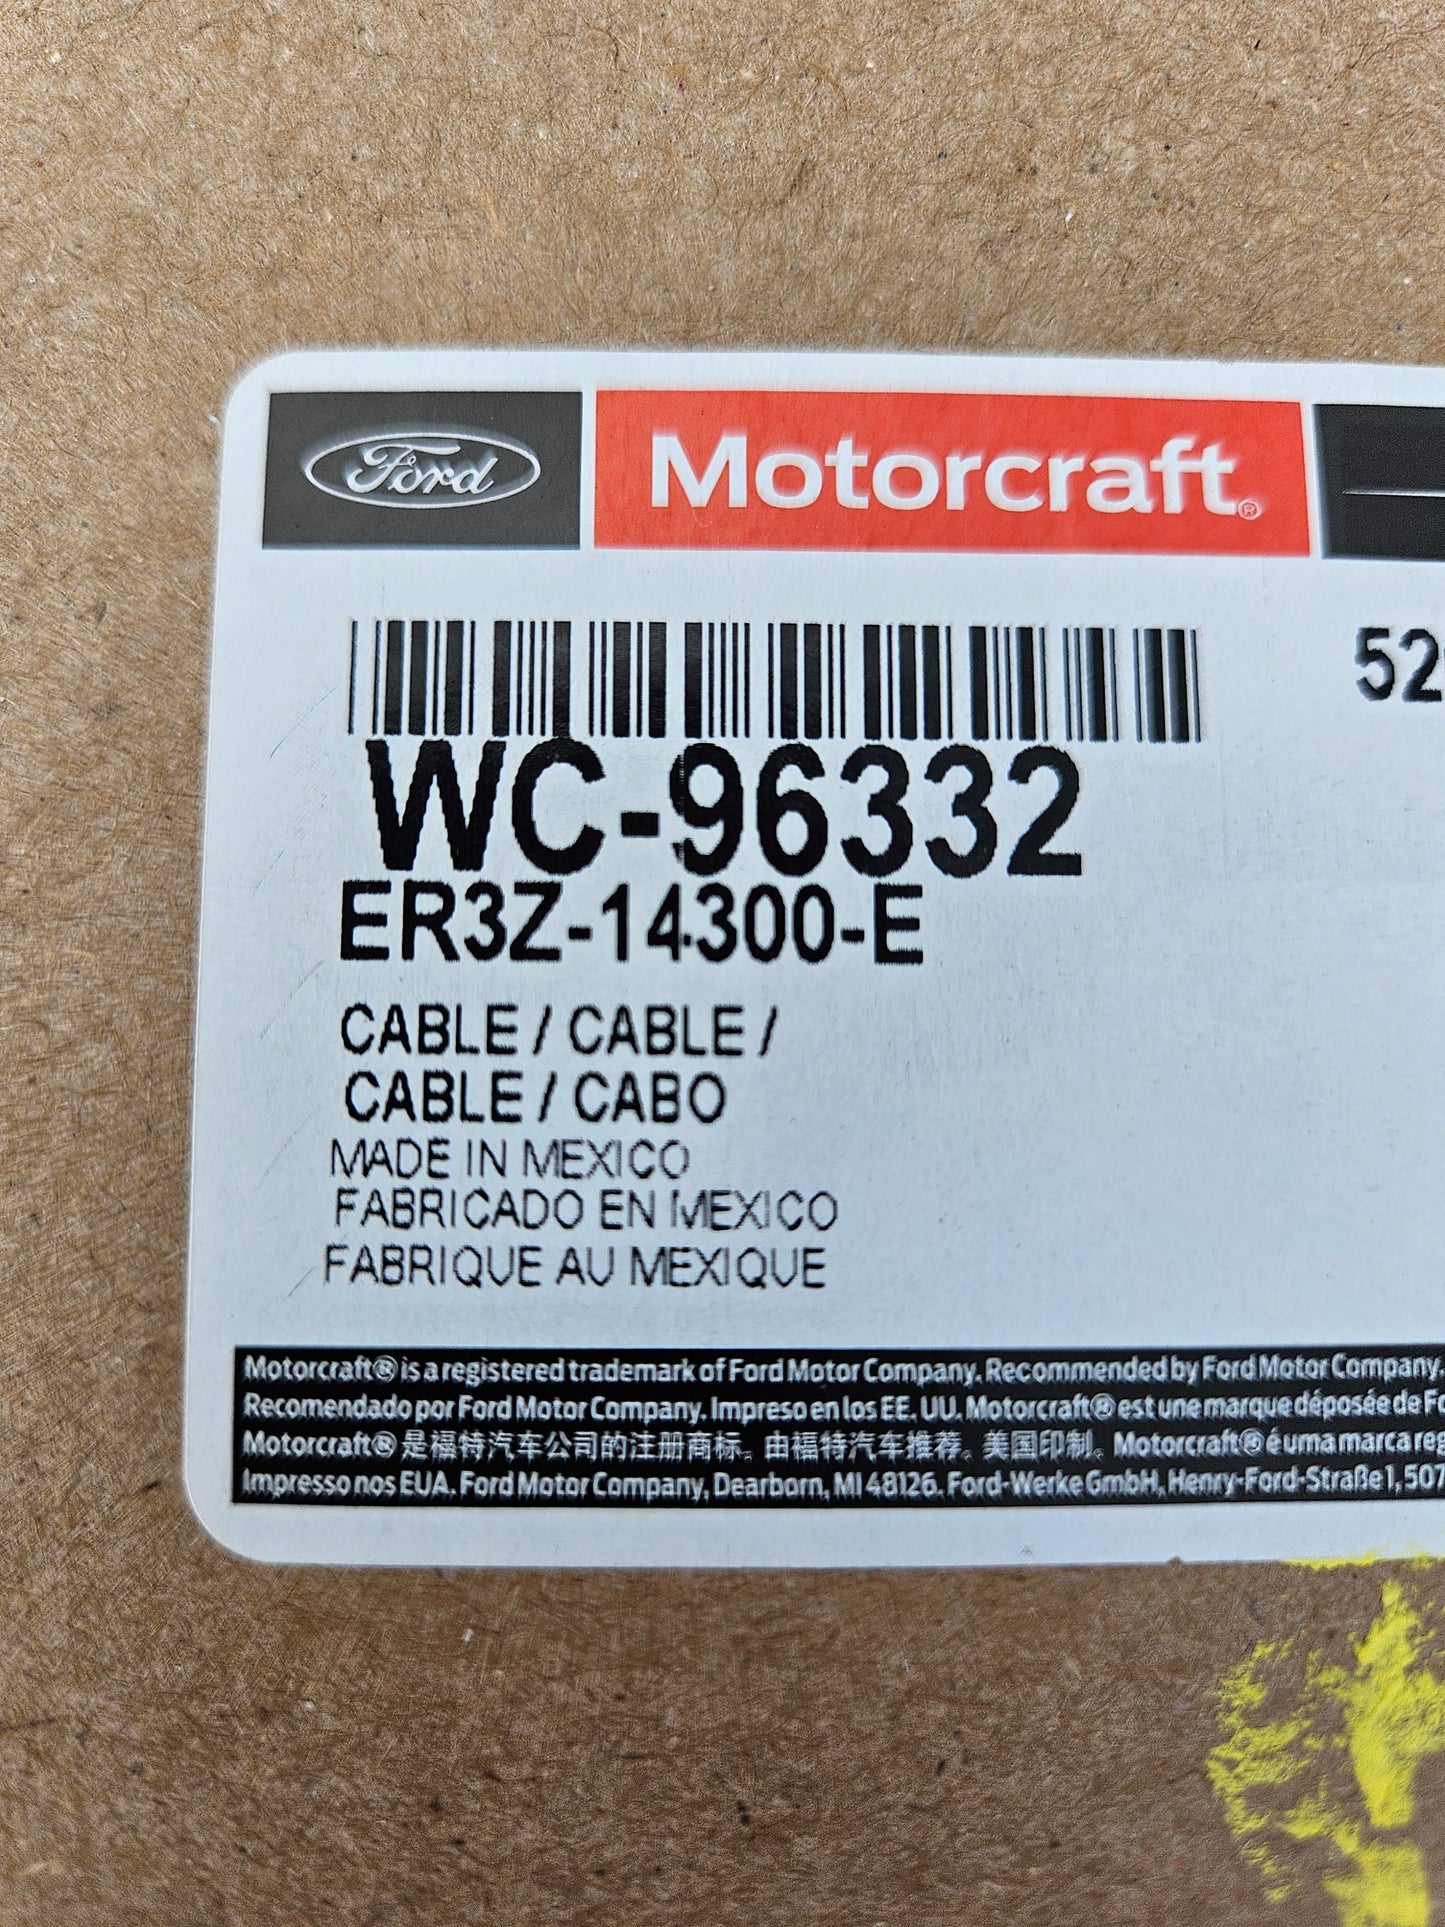 Ford Motorcraft®
52
WC-96332
ER3Z-14300-E
CABLE / CABLE /
CABLE / CABO
MADE IN MEXICO
FABRICADO EN MEXICO
FABRIQUE AU MEXIQUE
Motorcraft® is a registered trademark of Ford Motor Company. Recommended by Ford Motor Company.
Recomendado por Ford Motor Company. Impreso en los EE. UU. Motorcraft® est une marque déposée de Fo
Motorcraft® 是福特汽车公司的注册商标。由福特汽车推荐。美国印制。Motorcraft® é uma marca reg
Impresso nos EUA. Ford Motor Company, Dearborn, MI 48126. Ford-Werke GmbH, Henry-Ford-Straße 1, 507